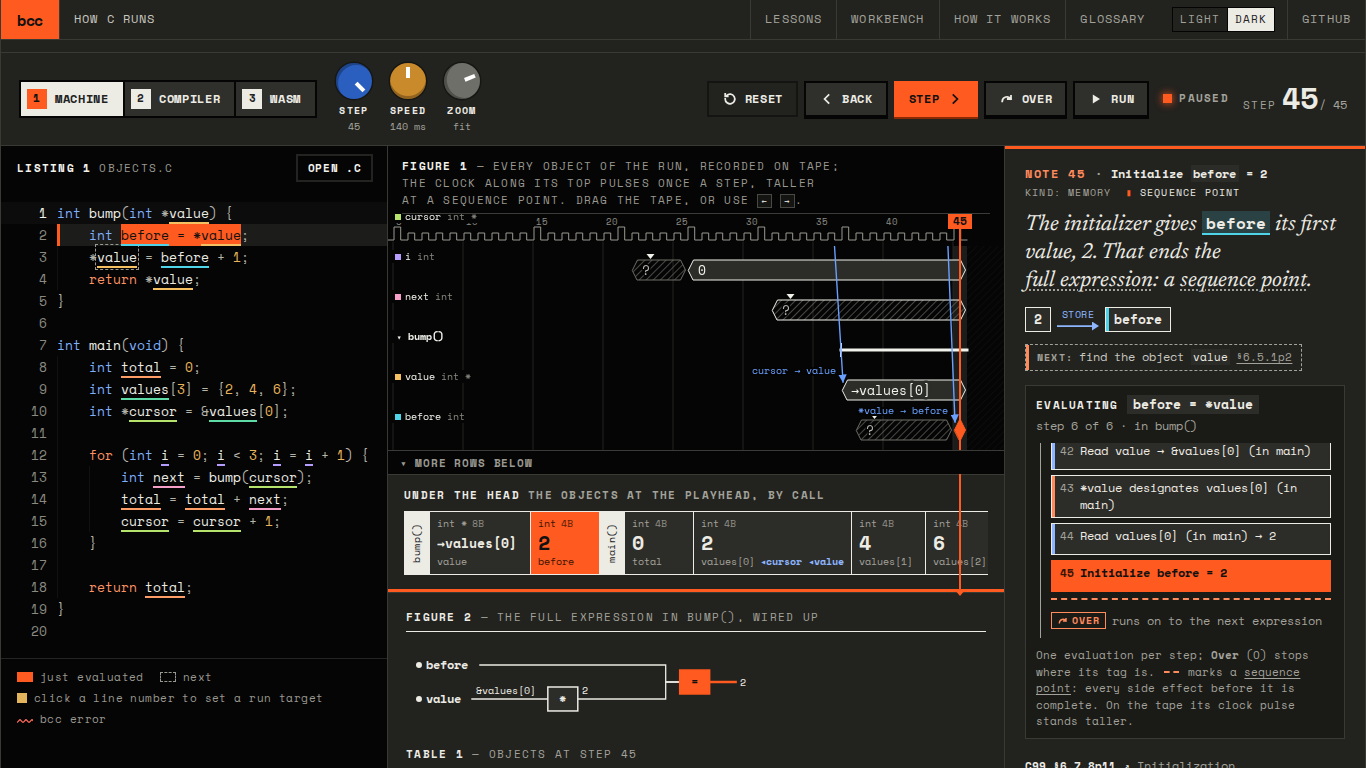 bcc HOW C RUNS LESSONS WORKBENCH HOW IT WORKS GLOSSARY LIGHT DARK GITHUB
1 MACHINE 2 COMPILER 3 WASM
STEP SPEED ZOOM
45 140 ms fit
RESET BACK STEP OVER RUN PAUSED STEP 45 / 45
LISTING 1 OBJECTS.C OPEN .C
1 int bump(int *value) {
2 int before = *value;
3 *value = before + 1;
4 return *value;
5 }
6
7 int main(void) {
8 int total = 0;
9 int values[3] = {2, 4, 6};
10 int *cursor = &values[0];
11
12 for (int i = 0; i < 3; i = i + 1) {
13 int next = bump(cursor);
14 total = total + next;
15 cursor = cursor + 1;
16 }
17
18 return total;
19 }
20
just evaluated next
click a line number to set a run target
bcc error
FIGURE 1 — EVERY OBJECT OF THE RUN, RECORDED ON TAPE;
THE CLOCK ALONG ITS TOP PULSES ONCE A STEP, TALLER
AT A SEQUENCE POINT. DRAG THE TAPE, OR USE ← →.
cursor int *
15 20 25 30 35 40 45
i int ? 0
next int ?
▾ bump()
cursor → value
value int * →values[0]
*value → before
before int ?
▾ MORE ROWS BELOW
UNDER THE HEAD THE OBJECTS AT THE PLAYHEAD, BY CALL
bump() int * 8B →values[0] value
int 4B 2 before
main() int 4B 0 total
int 4B 2 values[0] ◂cursor ◂value
int 4B 4 values[1]
int 4B 6 values[2]
FIGURE 2 — THE FULL EXPRESSION IN BUMP(), WIRED UP
before
= 2
value &values[0] * 2
TABLE 1 — OBJECTS AT STEP 45
NOTE 45 · Initialize before = 2
KIND: MEMORY SEQUENCE POINT
The initializer gives before its first
value, 2. That ends the
full expression: a sequence point.
2 STORE before
NEXT: find the object value §6.5.1p2
EVALUATING before = *value
step 6 of 6 · in bump()
42 Read value → &values[0] (in main)
43 *value designates values[0] (in
main)
44 Read values[0] (in main) → 2
45 Initialize before = 2
OVER runs on to the next expression
One evaluation per step; Over (O) stops
where its tag is. marks a sequence
point: every side effect before it is
complete. On the tape its clock pulse
stands taller.
C99 §6.7.8p11 Initialization